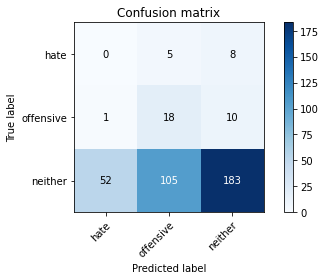 Confusion matrix
hate 0 5 8
offensive 1 18 10
neither 52 105 183
hate offensive neither
True label
Predicted label
175
150
125
100
75
50
25
0